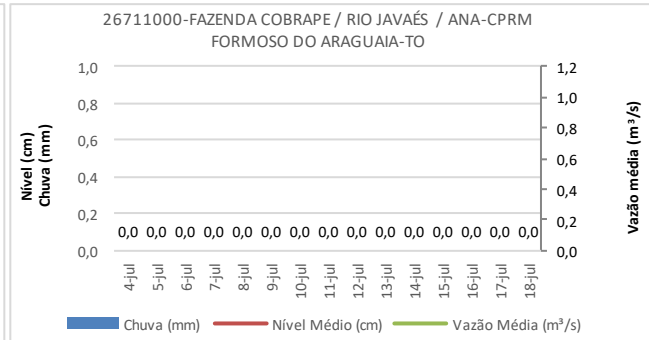 26711000-FAZENDA COBRAPE / RIO JAVAÉS / ANA-CPRM
FORMOSO DO ARAGUAIA-TO
Nível (cm)
Chuva (mm)
1,0
0,8
0,6
0,4
0,2
0,0
0,0 0,0 0,0 0,0 0,0 0,0 0,0 0,0 0,0 0,0 0,0 0,0 0,0 0,0 0,0
1,2
1,0
0,8
0,6
0,4
0,2
0,0
Vazão média (m³/s)
4-jul 5-jul 6-jul 7-jul 8-jul 9-jul 10-jul 11-jul 12-jul 13-jul 14-jul 15-jul 16-jul 17-jul 18-jul
Chuva (mm) Nível Médio (cm) Vazão Média (m³/s)